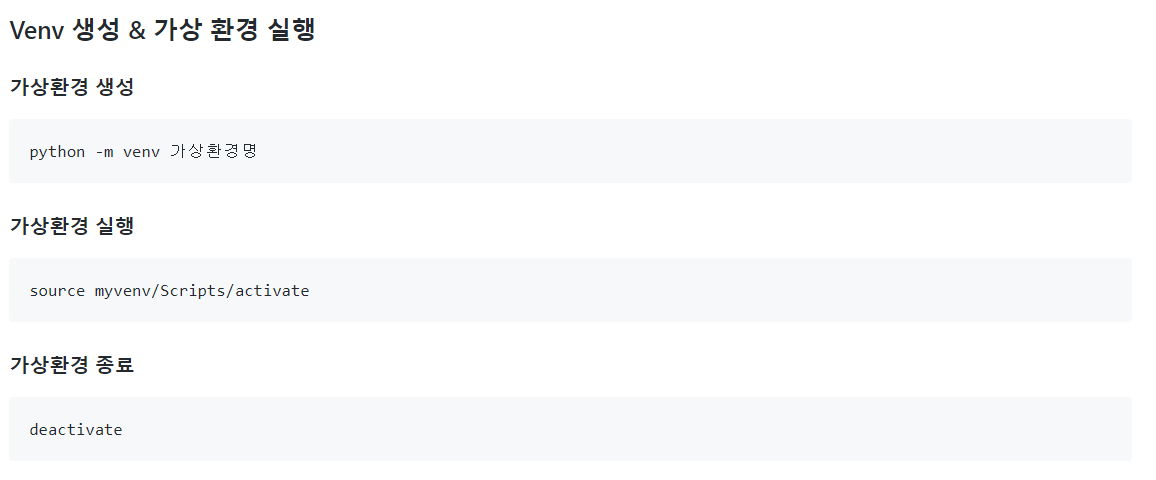 Venv 생성 & 가상 환경 실행
가상환경 생성
python -m venv 가상환경명
가상환경 실행
source myvenv/Scripts/activate
가상환경 종료
deactivate